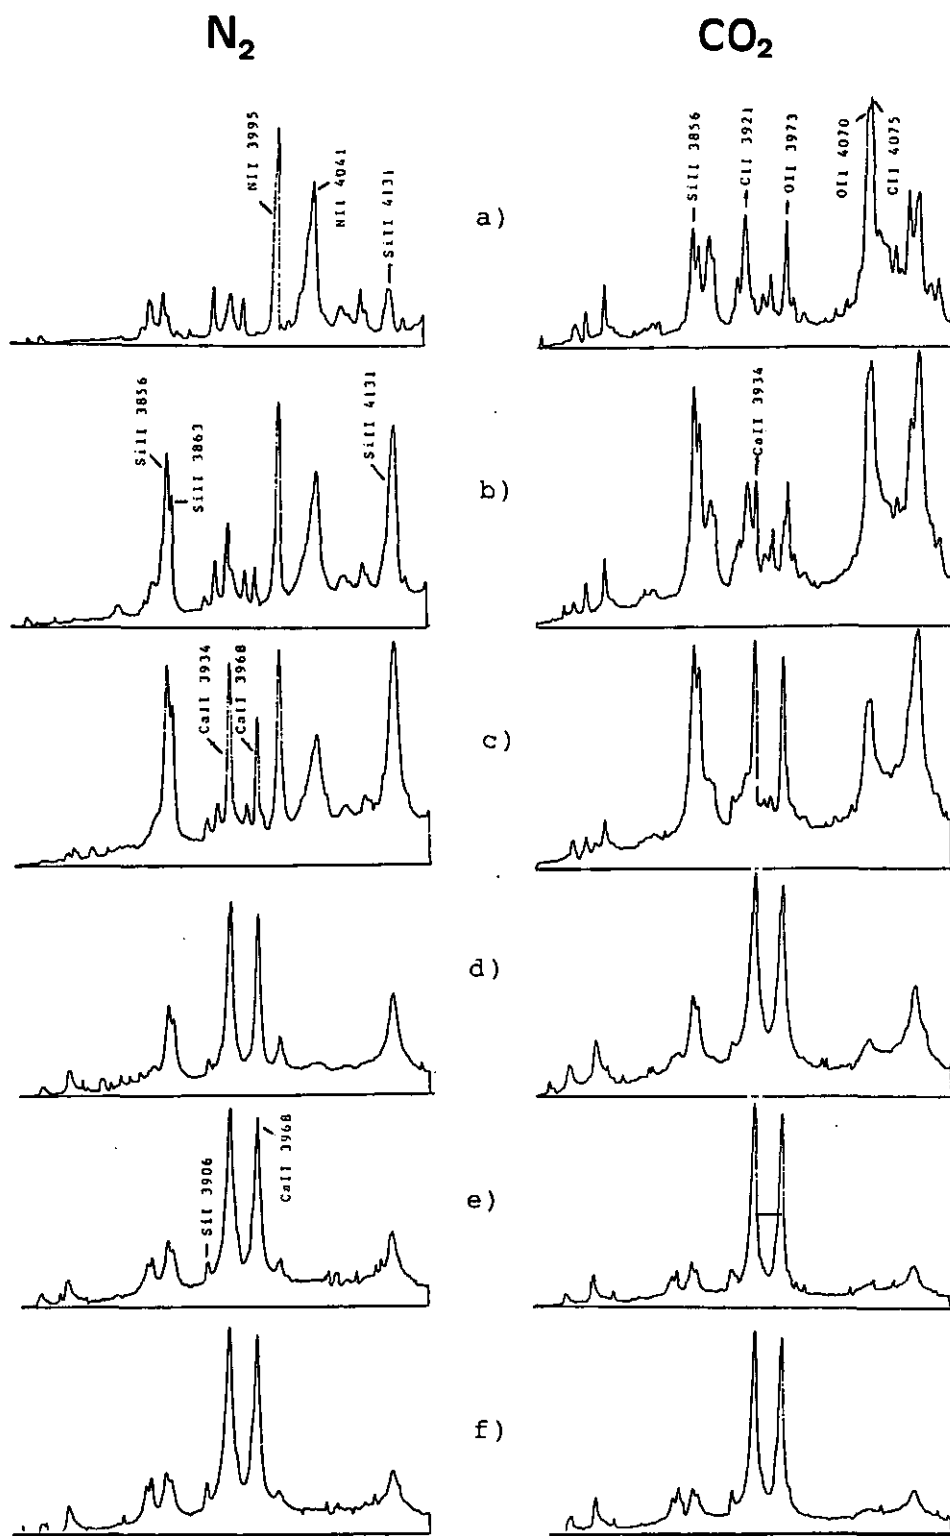 N2
CO2
NII 3995
NII 4041
SiII 4131
a)
SiII 3856
CII 3921
OII 3973
OII 4070
CII 4075
SiII 3856
SiII 3863
SiII 4131
b)
CaII 3934
CaII 3934
CaII 3968
c)
d)
SiI 3906
CaII 3968
e)
f)